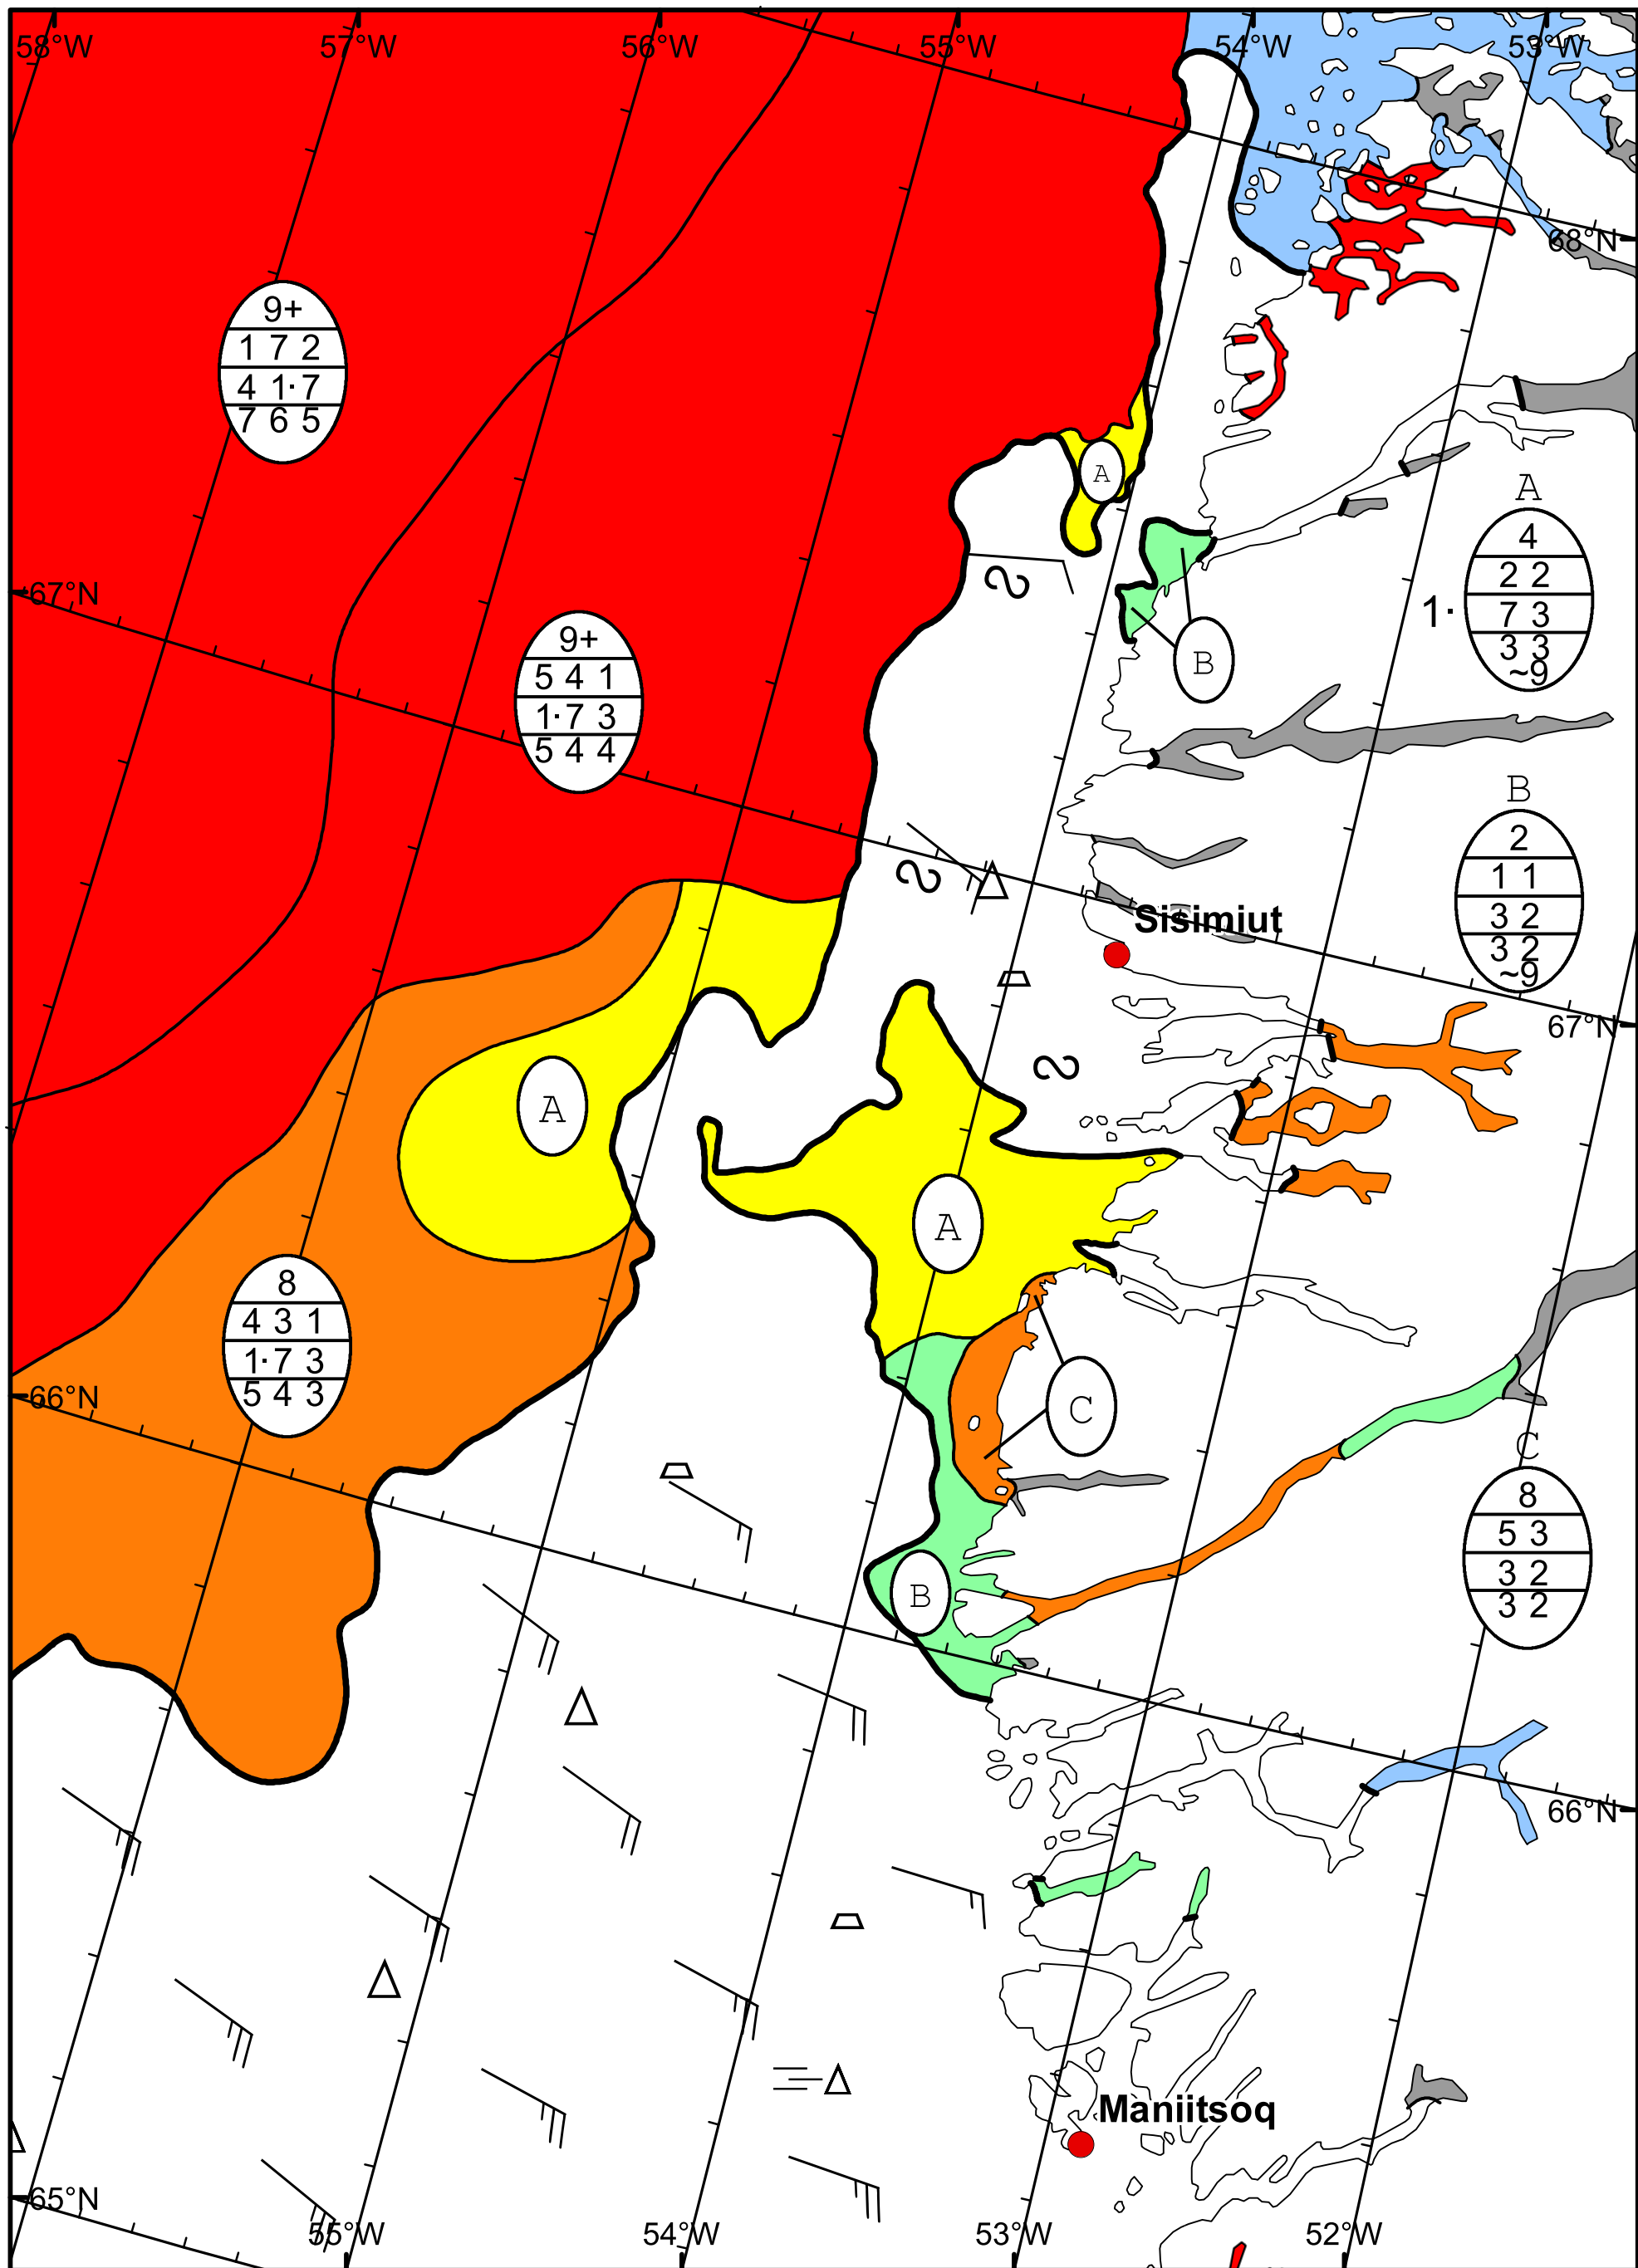 58°W 57°W 56°W 55°W 54°W 53°W
68°N
9+
1 7 2
4 1· 7
7 6 5
A
A
4
2 2
1· 7 3
3 3
~9
67°N
9+
5 4 1
1· 7 3
5 4 4
B
B
2
1 1
3 2
3 2
~9
Sisimiut
67°N
A
A
8
4 3 1
1· 7 3
5 4 3
66°N
C
C
8
5 3
3 2
3 2
B
66°N
Maniitsoq
65°N
55°W 54°W 53°W 52°W